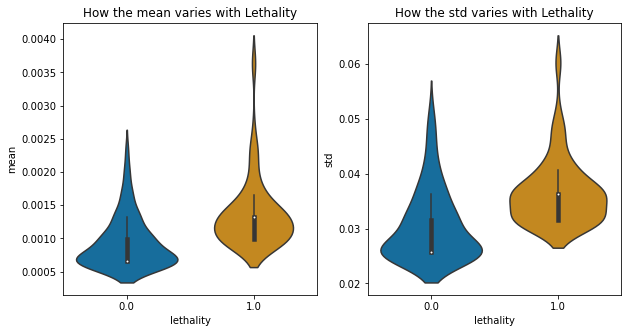 How the mean varies with Lethality
0.0040
0.0035
0.0030
0.0025
0.0020
0.0015
0.0010
0.0005
mean
0.0
1.0
lethality
How the std varies with Lethality
0.06
0.05
0.04
0.03
0.02
std
0.0
1.0
lethality